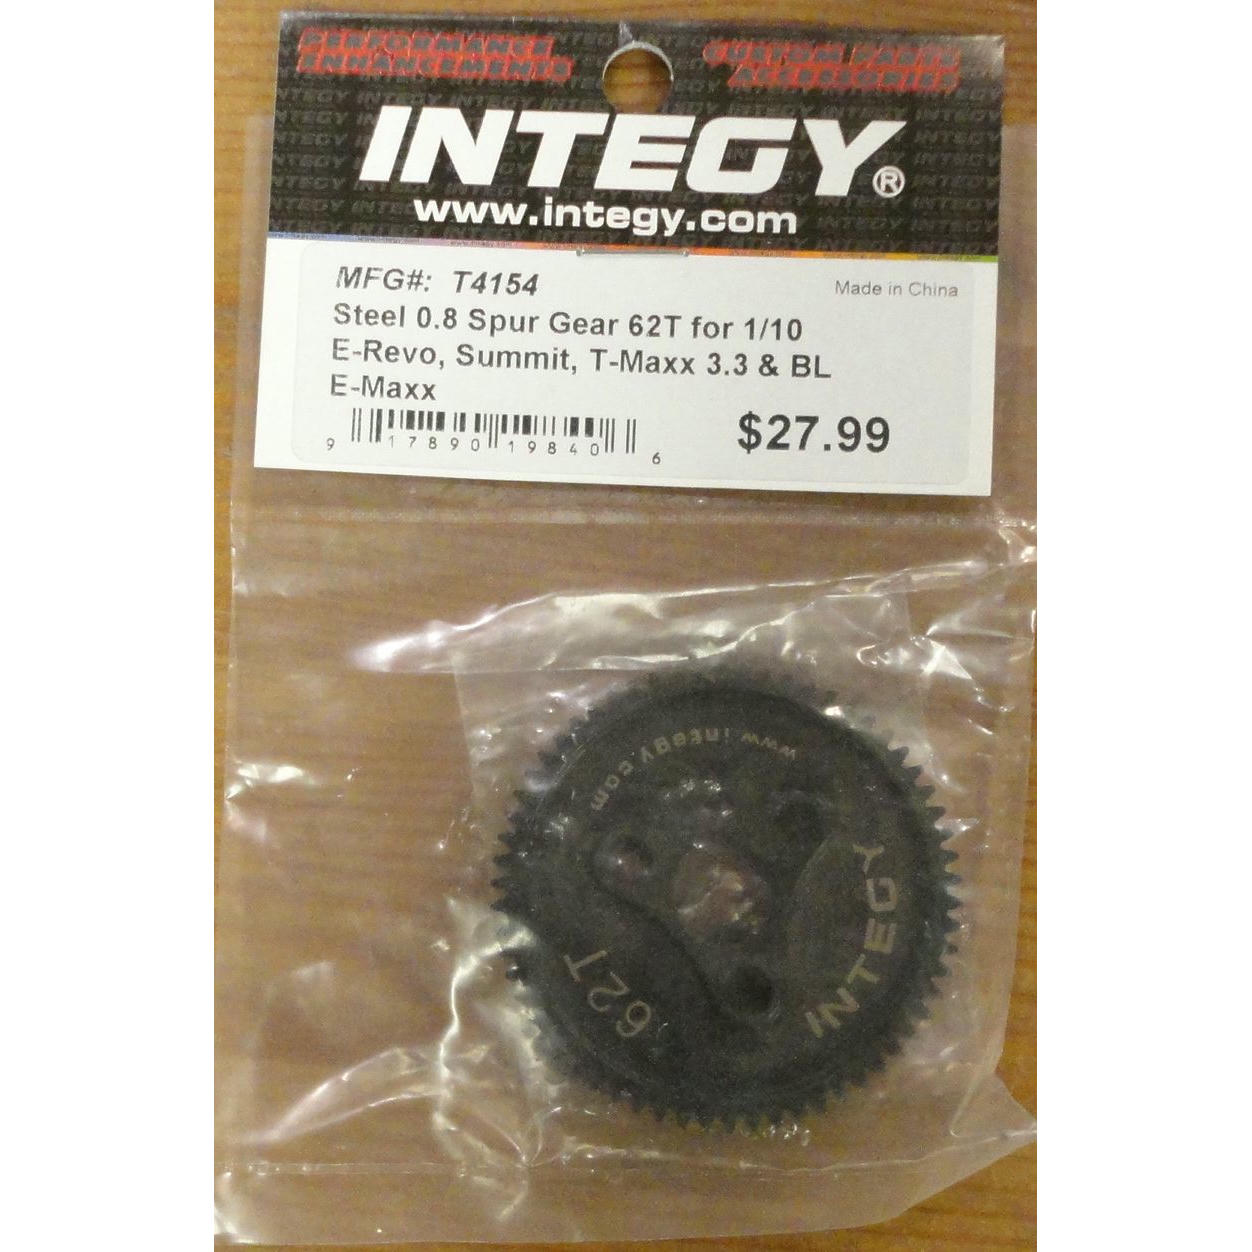 PERFORMANCE ENHANCEMENTS
CUSTOM PARTS ACCESSORIES
INTEGY®
www.integy.com
MFG#: T4154
Made in China
Steel 0.8 Spur Gear 62T for 1/10
E-Revo, Summit, T-Maxx 3.3 & BL
E-Maxx
$27.99
9 17890 19840 6
www.integy.com
INTEGY
62T